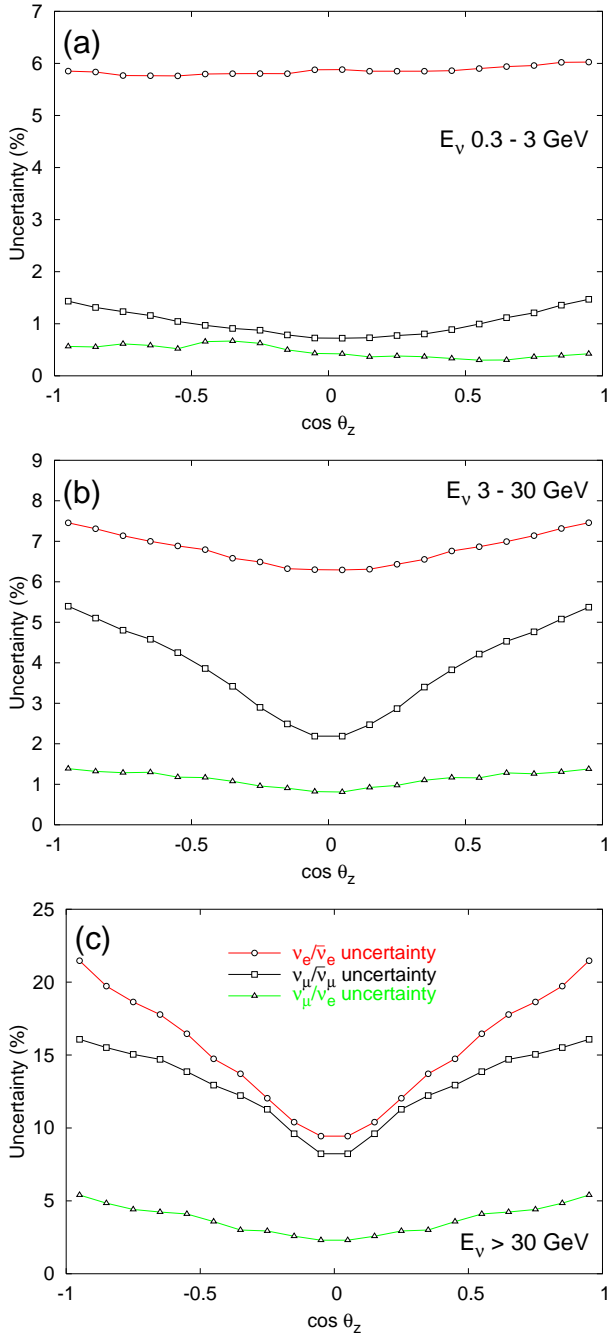 7
(a)
6
5
E_ν 0.3 - 3 GeV
4
Uncertainty (%)
3
2
1
0
-1 -0.5 0 0.5 1
cos θ_z
9
(b)
E_ν 3 - 30 GeV
8
7
6
5
Uncertainty (%)
4
3
2
1
0
-1 -0.5 0 0.5 1
cos θ_z
25
(c)
ν_e/ν̅_e uncertainty
ν_μ/ν̅_μ uncertainty
ν_μ/ν_e uncertainty
20
15
Uncertainty (%)
10
5
E_ν > 30 GeV
0
-1 -0.5 0 0.5 1
cos θ_z